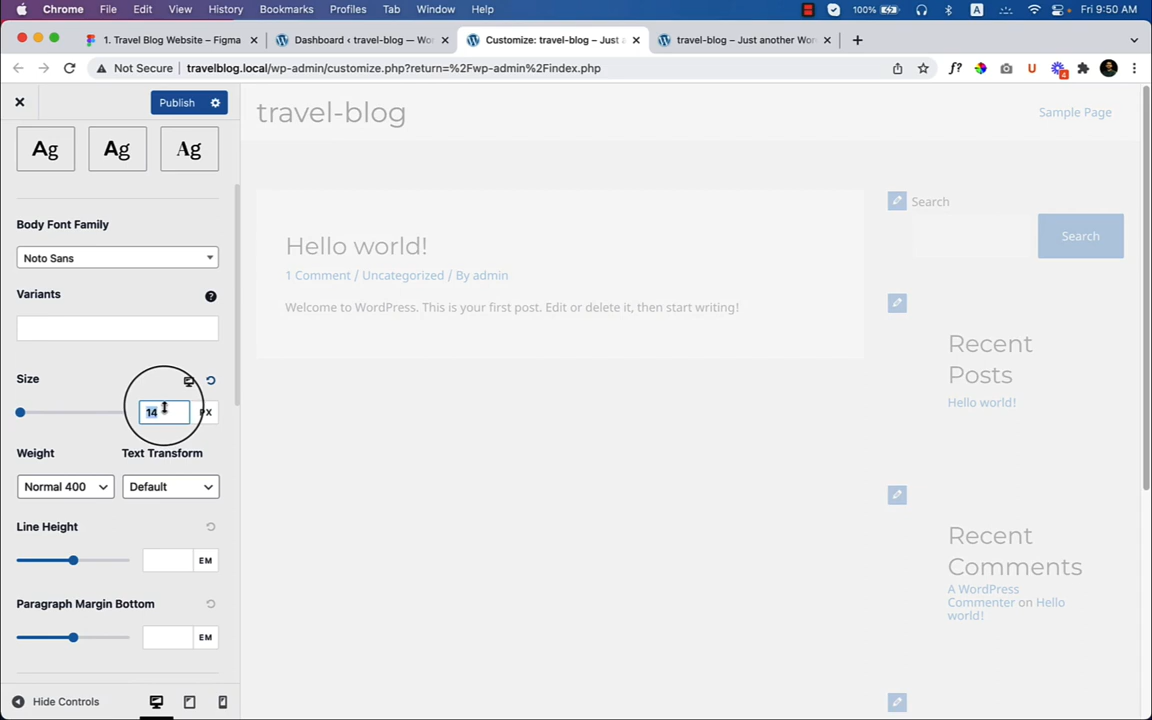 Chrome File Edit View History Bookmarks Profiles Tab Window Help 100% A Fri 9:50 AM
1. Travel Blog Website – Figma
Dashboard ‹ travel-blog — Wo
Customize: travel-blog – Just a
travel-blog – Just another Wor
Not Secure travelblog.local/wp-admin/customize.php?return=%2Fwp-admin%2Findex.php f? U 4
Publish
travel-blog
Sample Page
Ag Ag Ag
Body Font Family
Noto Sans
Variants ?
Size
14 PX
Weight Text Transform
Normal 400 Default
Line Height
EM
Paragraph Margin Bottom
EM
Hide Controls
Hello world!
1 Comment / Uncategorized / By admin
Welcome to WordPress. This is your first post. Edit or delete it, then start writing!
Search
Search
Recent
Posts
Hello world!
Recent
Comments
A WordPress
Commenter on Hello
world!